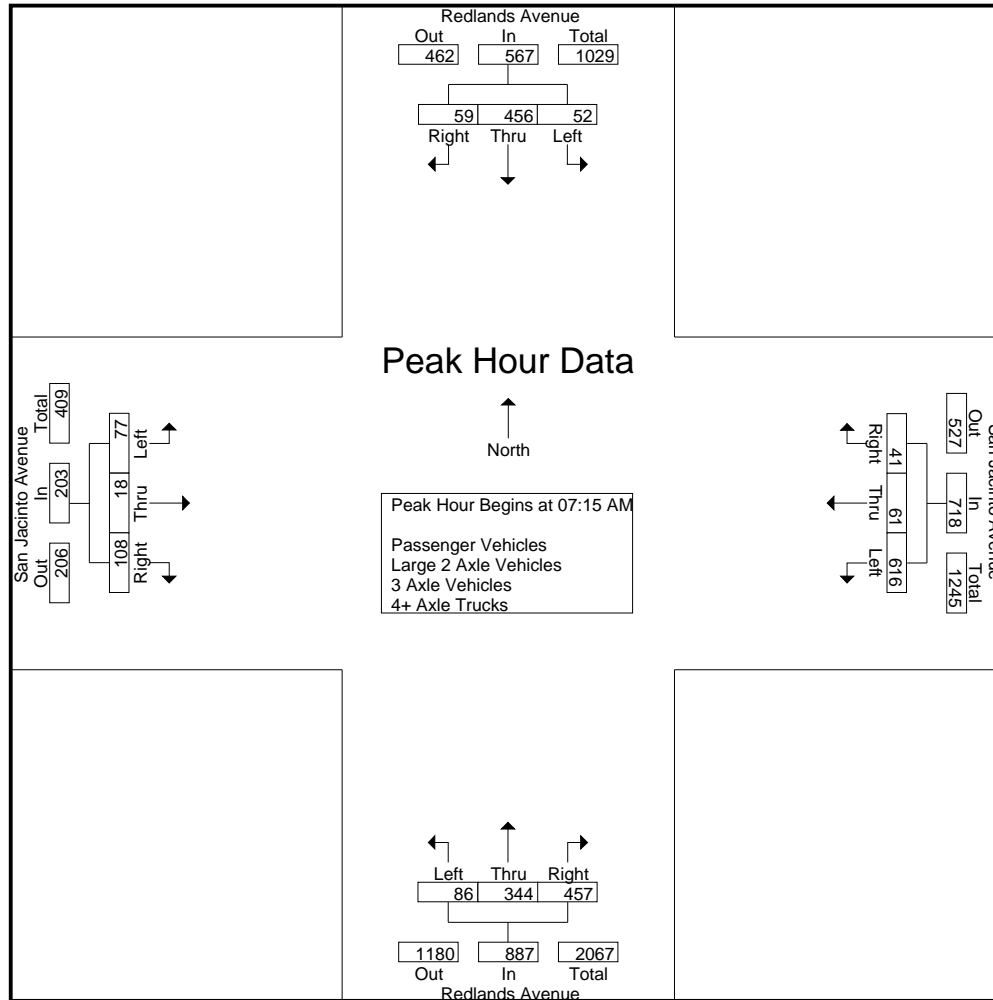 Redlands Avenue
Out In Total
462 567 1029
59 456 52
Right Thru Left
Peak Hour Data
North
Peak Hour Begins at 07:15 AM
Passenger Vehicles
Large 2 Axle Vehicles
3 Axle Vehicles
4+ Axle Trucks
San Jacinto Avenue
Total In Out
409 203 206
77 18 108
Left Thru Right
Right Thru Left
41 61 616
527 718 1245
Out In Total
San Jacinto Avenue
Left Thru Right
86 344 457
1180 887 2067
Out In Total
Redlands Avenue